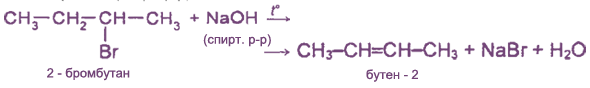 CH₃–CH₂–CH–CH₃ + NaOH t° →
Br (спирт. р-р)
→ CH₃–CH=CH–CH₃ + NaBr + H₂O
2 - бромбутан
бутен - 2